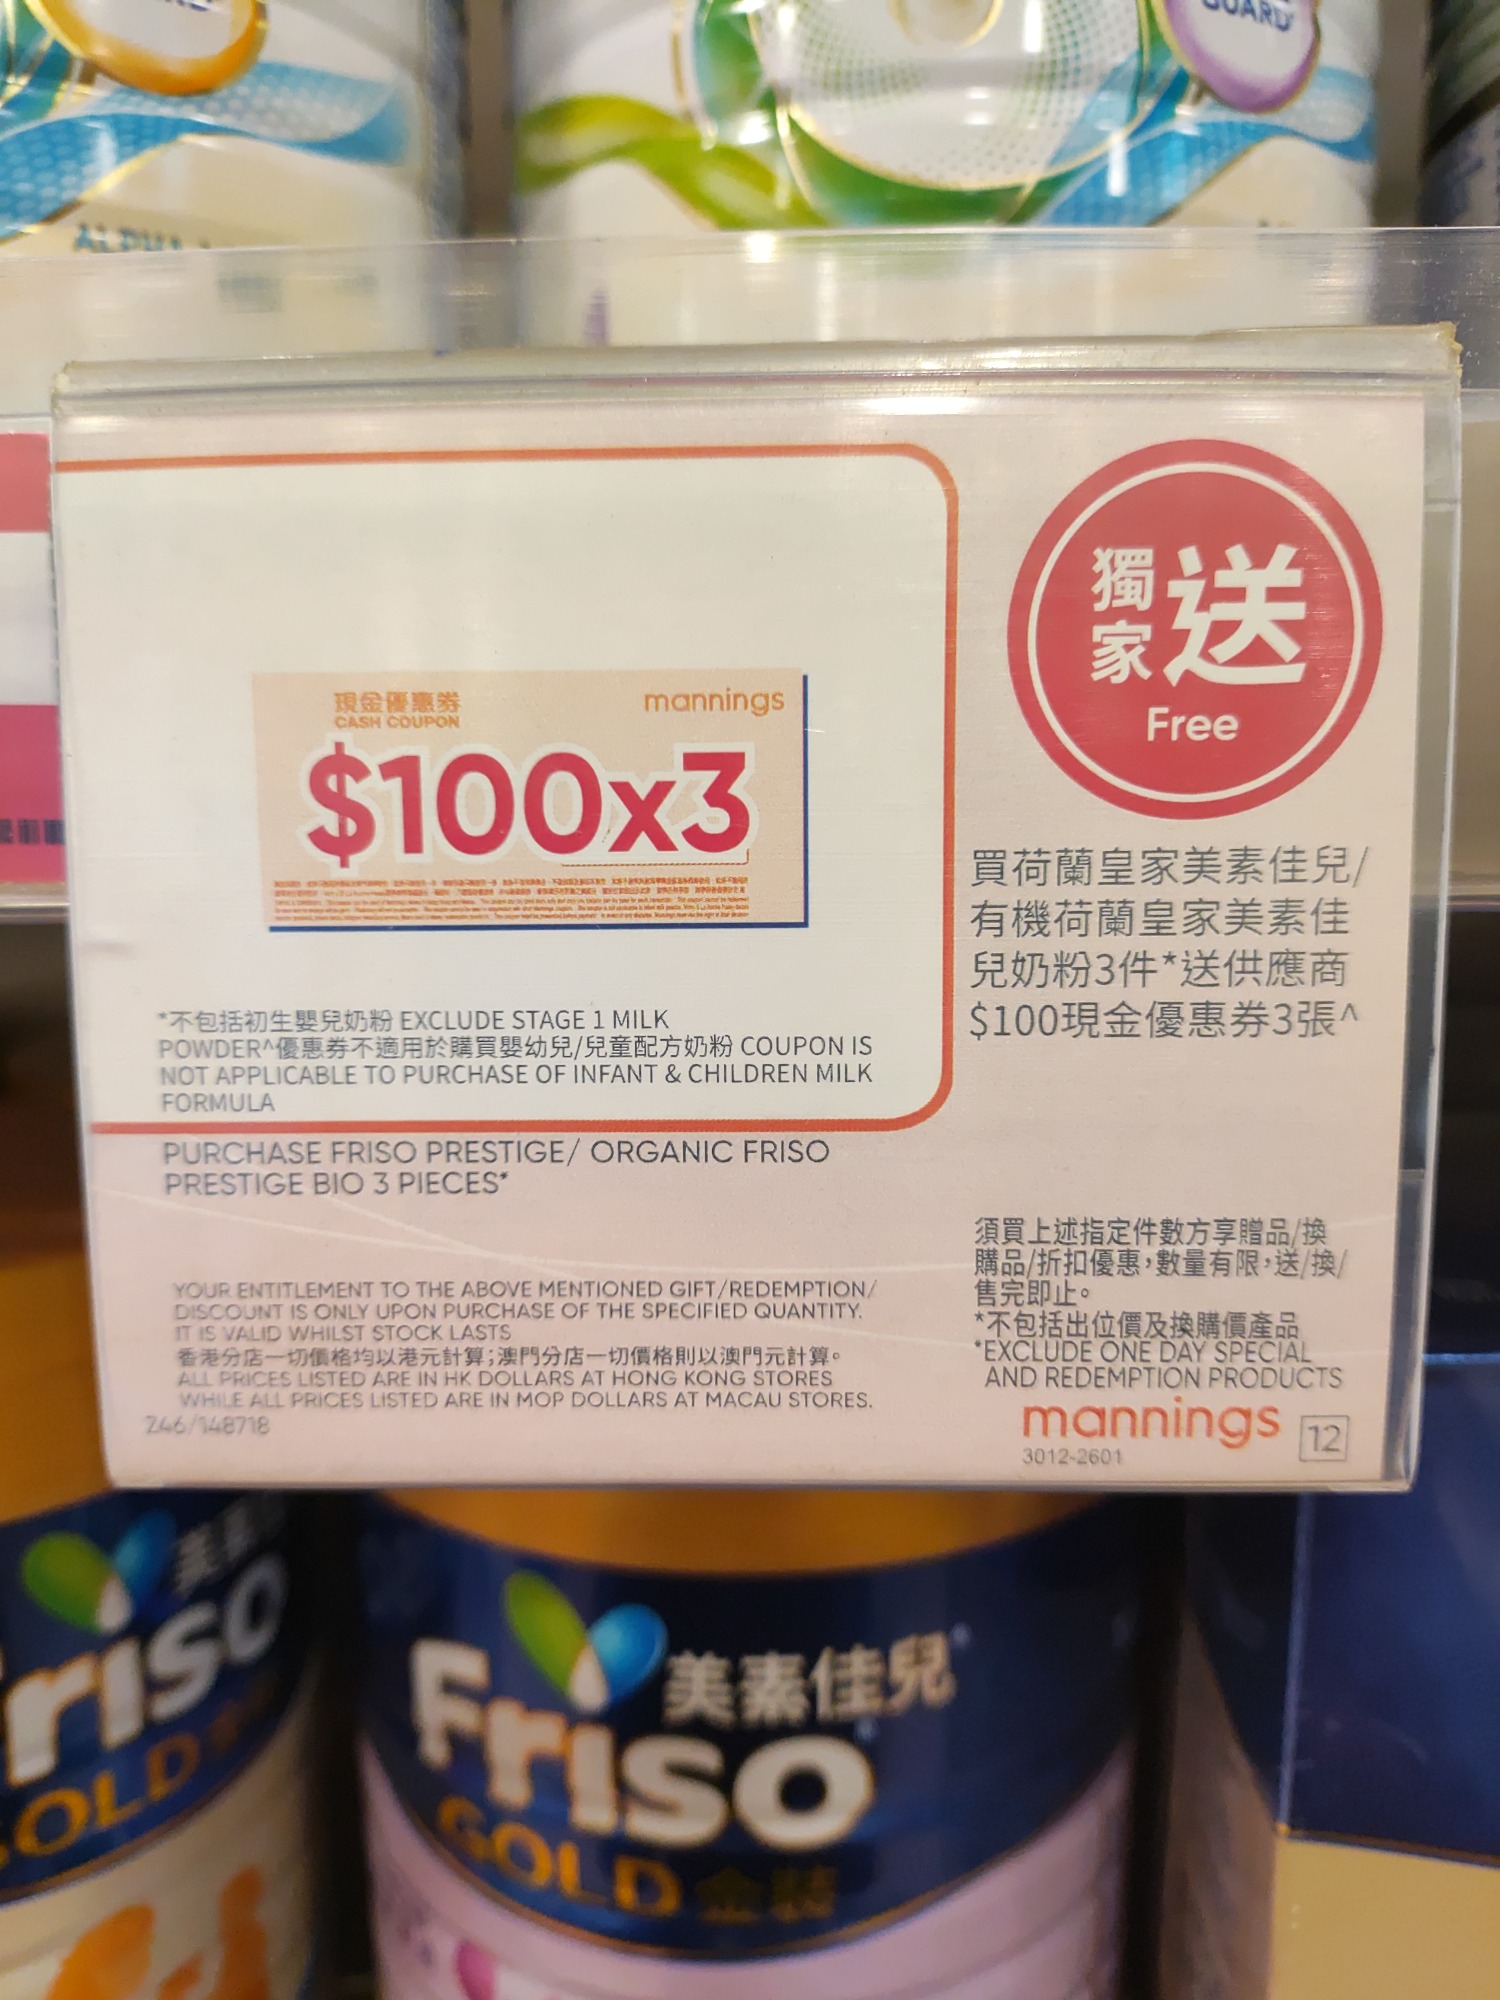 GUARD
獨家
送
Free
現金優惠券
mannings
CASH COUPON
$100x3
買荷蘭皇家美素佳兒/
有機荷蘭皇家美素佳
兒奶粉3件*送供應商
$100現金優惠券3張^
*不包括初生嬰兒奶粉 EXCLUDE STAGE 1 MILK
POWDER^優惠券不適用於購買嬰幼兒/兒童配方奶粉 COUPON IS
NOT APPLICABLE TO PURCHASE OF INFANT & CHILDREN MILK
FORMULA
PURCHASE FRISO PRESTIGE/ ORGANIC FRISO
PRESTIGE BIO 3 PIECES*
須買上述指定件數方享贈品/換
購品/折扣優惠，數量有限，送/換/
售完即止。
*不包括出位價及換購價產品
*EXCLUDE ONE DAY SPECIAL
AND REDEMPTION PRODUCTS
YOUR ENTITLEMENT TO THE ABOVE MENTIONED GIFT/REDEMPTION/
DISCOUNT IS ONLY UPON PURCHASE OF THE SPECIFIED QUANTITY.
IT IS VALID WHILST STOCK LASTS
香港分店一切價格均以港元計算；澳門分店一切價格則以澳門元計算。
ALL PRICES LISTED ARE IN HK DOLLARS AT HONG KONG STORES
WHILE ALL PRICES LISTED ARE IN MOP DOLLARS AT MACAU STORES.
Z46/148718
mannings
12
3012-2601
Friso
美素佳兒
GOLD 金裝